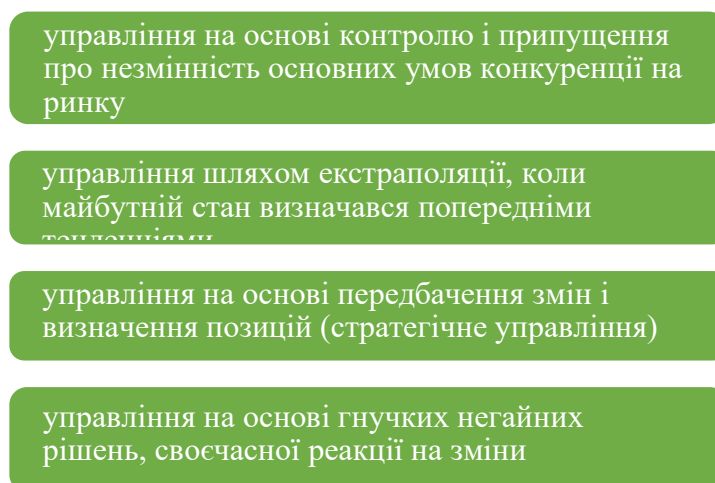 управління на основі контролю і припущення
про незмінність основних умов конкуренції на
ринку
управління шляхом екстраполяції, коли
майбутній стан визначався попередніми
тенденціями
управління на основі передбачення змін і
визначення позицій (стратегічне управління)
управління на основі гнучких негайних
рішень, своєчасної реакції на зміни